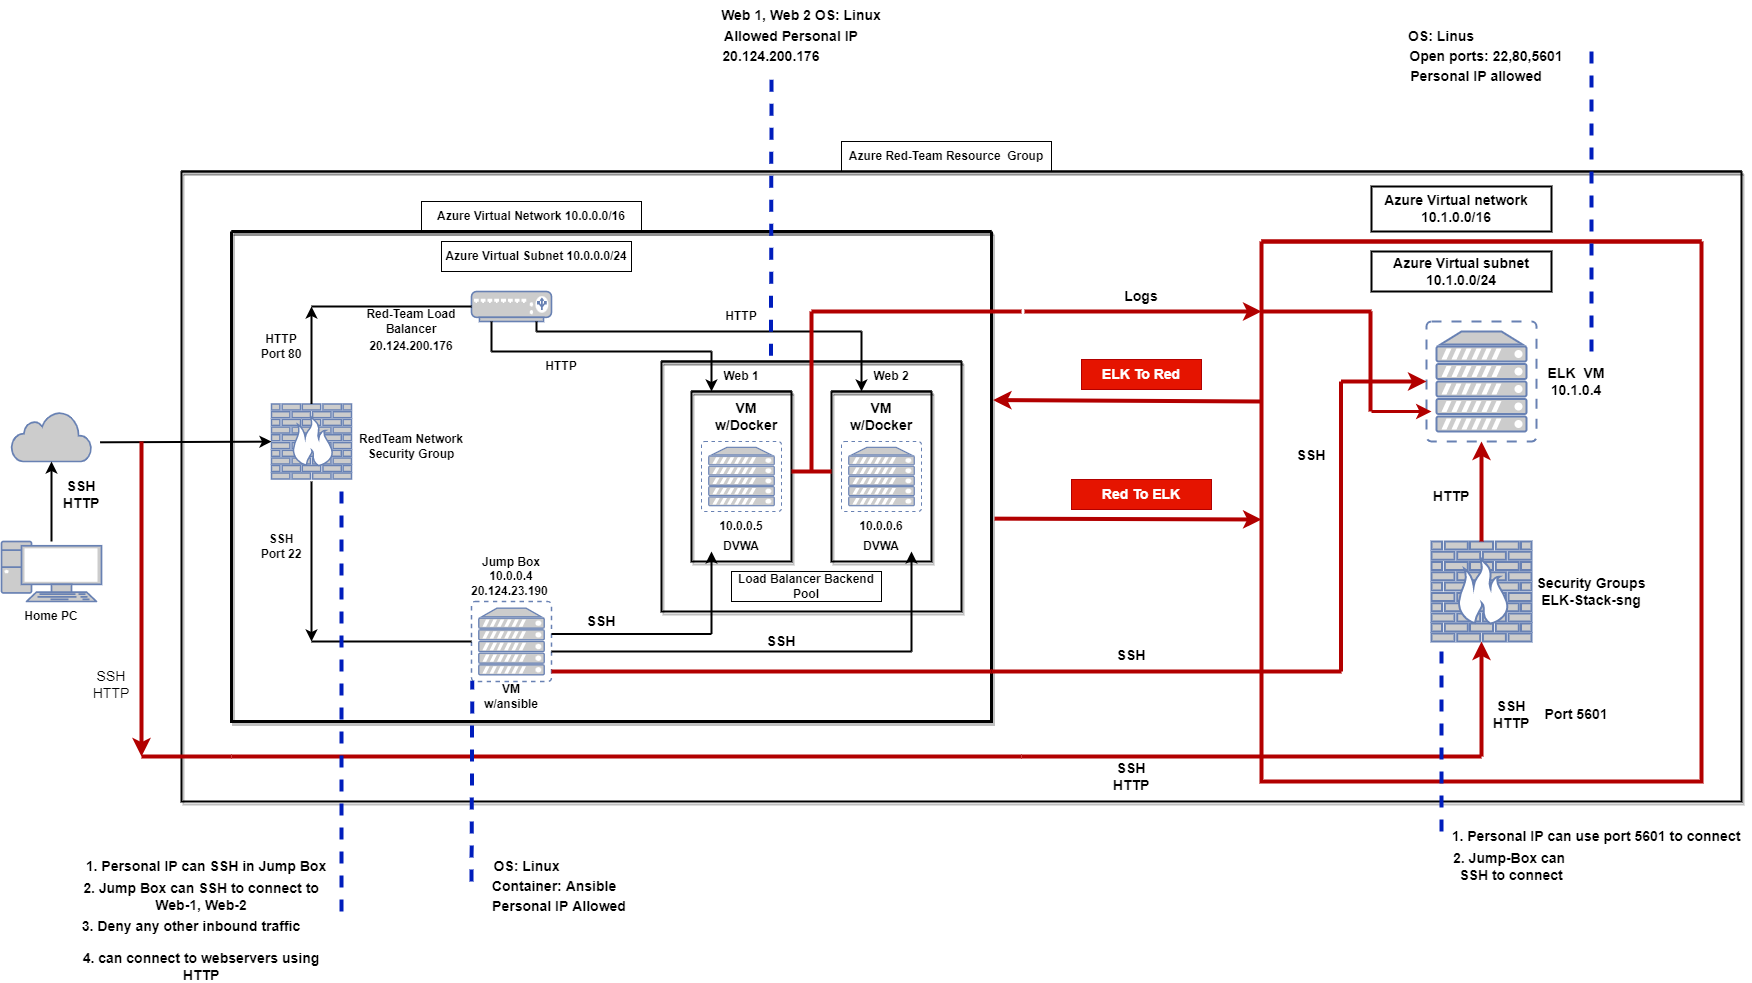 Web 1, Web 2 OS: Linux
Allowed Personal IP
20.124.200.176
OS: Linus
Open ports: 22,80,5601
Personal IP allowed
Azure Red-Team Resource Group
Azure Virtual Network 10.0.0.0/16
Azure Virtual Subnet 10.0.0.0/24
Azure Virtual network
10.1.0.0/16
Azure Virtual subnet
10.1.0.0/24
Red-Team Load
Balancer
20.124.200.176
HTTP
Port 80
HTTP
HTTP
Logs
Web 1
Web 2
VM
w/Docker
VM
w/Docker
10.0.0.5
DVWA
10.0.0.6
DVWA
Load Balancer Backend
Pool
ELK To Red
Red To ELK
ELK VM
10.1.0.4
SSH
HTTP
RedTeam Network
Security Group
SSH
HTTP
Home PC
SSH
Port 22
Jump Box
10.0.0.4
20.124.23.190
VM
w/ansible
SSH
SSH
SSH
Security Groups
ELK-Stack-sng
SSH
HTTP
SSH
HTTP
Port 5601
SSH
HTTP
1. Personal IP can SSH in Jump Box
2. Jump Box can SSH to connect to
Web-1, Web-2
3. Deny any other inbound traffic
4. can connect to webservers using
HTTP
OS: Linux
Container: Ansible
Personal IP Allowed
1. Personal IP can use port 5601 to connect
2. Jump-Box can
SSH to connect